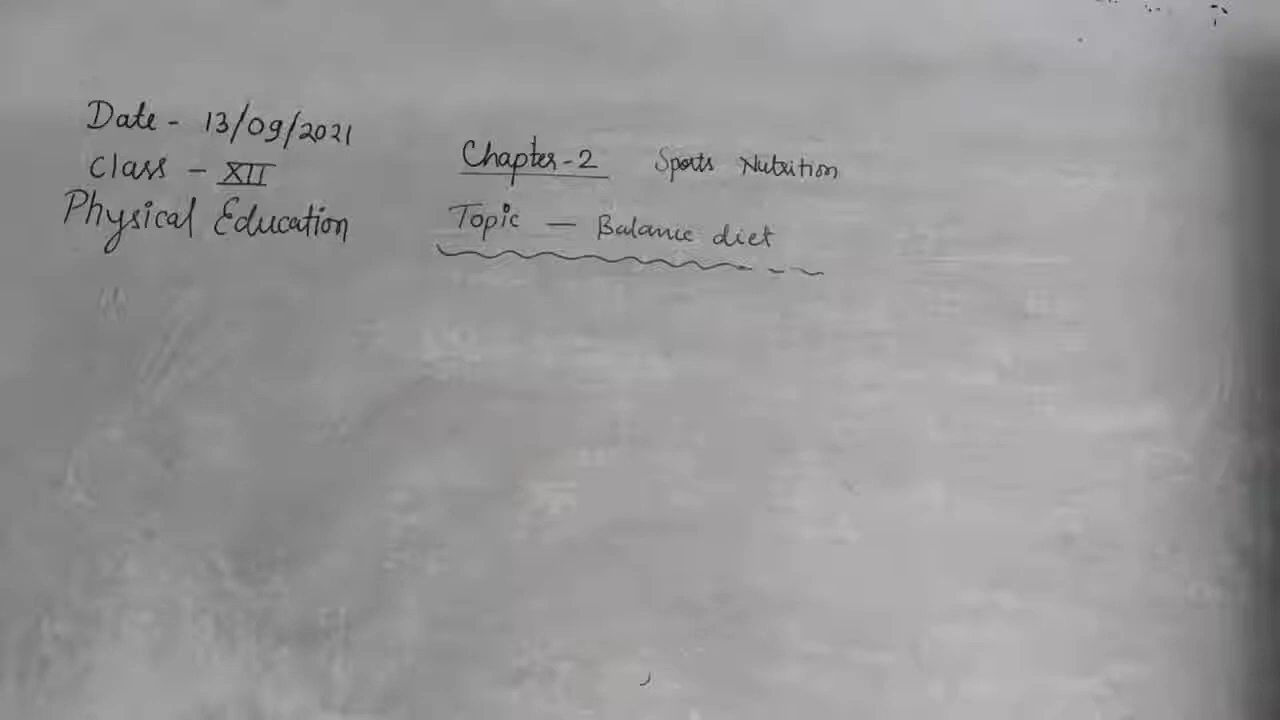 Date - 13/09/2021
Class - XII
Physical Education
Chapter-2 Sports Nutrition
Topic — Balance diet